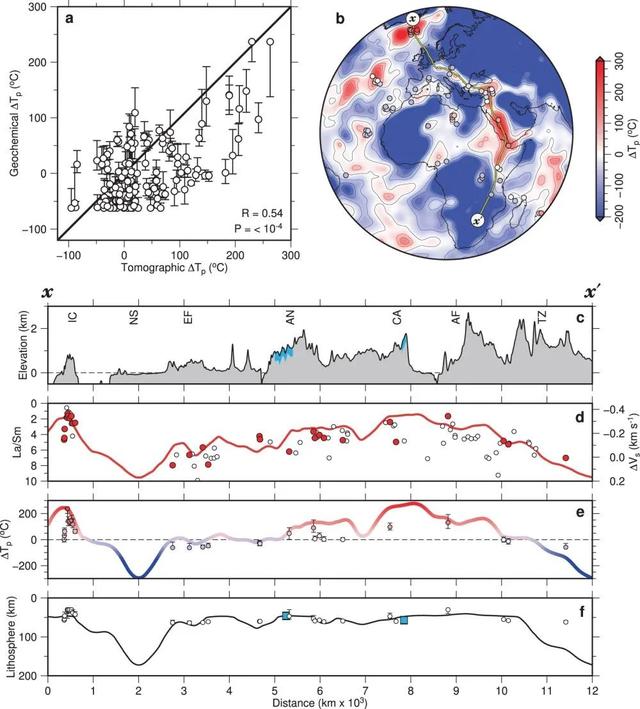 a
Geochemical ΔTp (°C)
300
200
100
0
−100
−100 0 100 200 300
Tomographic ΔTp (°C)
R = 0.54
P = < 10⁻⁴
b
x
x′
300
200
100
0
−100
−200
ΔTp (°C)
x x′
IC NS EF AN CA AF TZ
c
Elevation (km)
2
0
d
La/Sm
0
2
4
6
8
10
−0.4
−0.2
0.0
0.2
ΔVs (km s⁻¹)
e
ΔTp (°C)
200
0
−200
f
Lithosphere (km)
0
100
200
0 1 2 3 4 5 6 7 8 9 10 11 12
Distance (km x 10³)